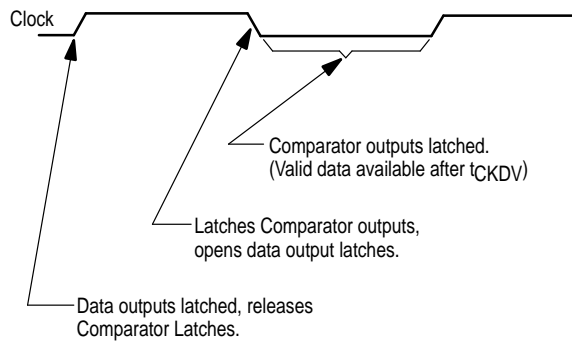 Clock
Comparator outputs latched.
(Valid data available after tCKDV)
Latches Comparator outputs,
opens data output latches.
Data outputs latched, releases
Comparator Latches.